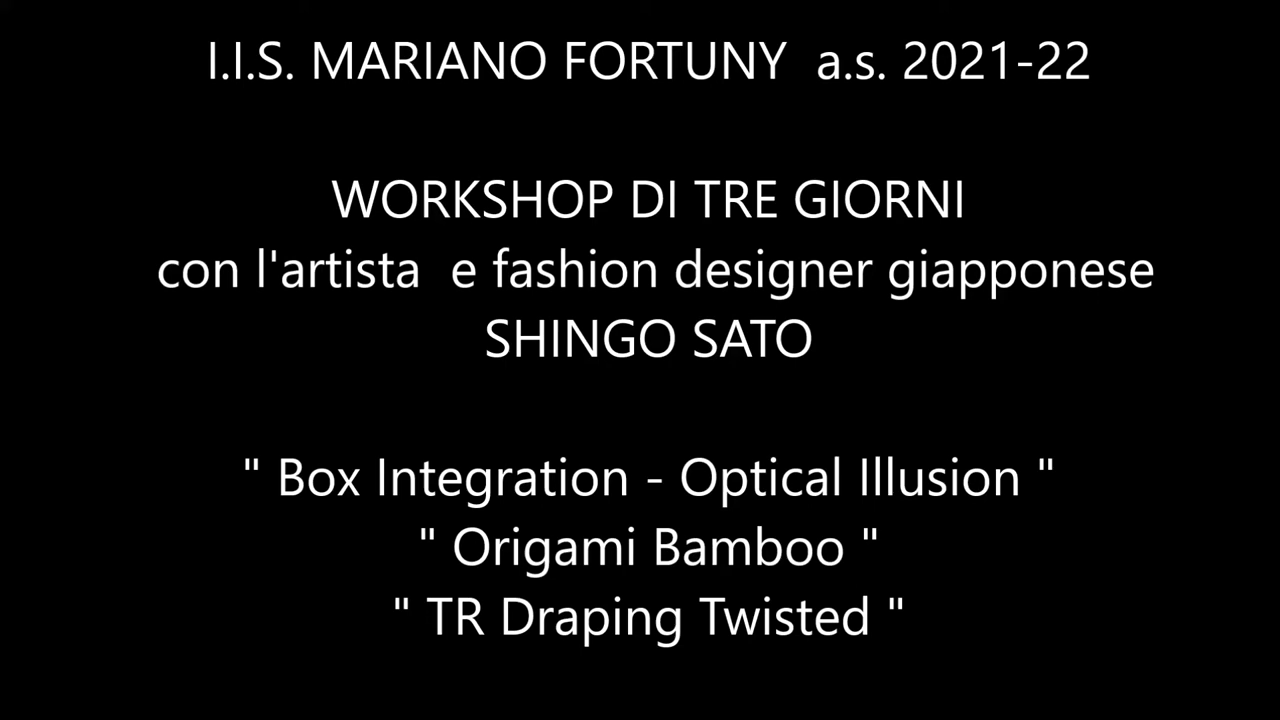 I.I.S. MARIANO FORTUNY  a.s. 2021-22
WORKSHOP DI TRE GIORNI
con l'artista  e fashion designer giapponese
SHINGO SATO
" Box Integration - Optical Illusion "
" Origami Bamboo "
" TR Draping Twisted "